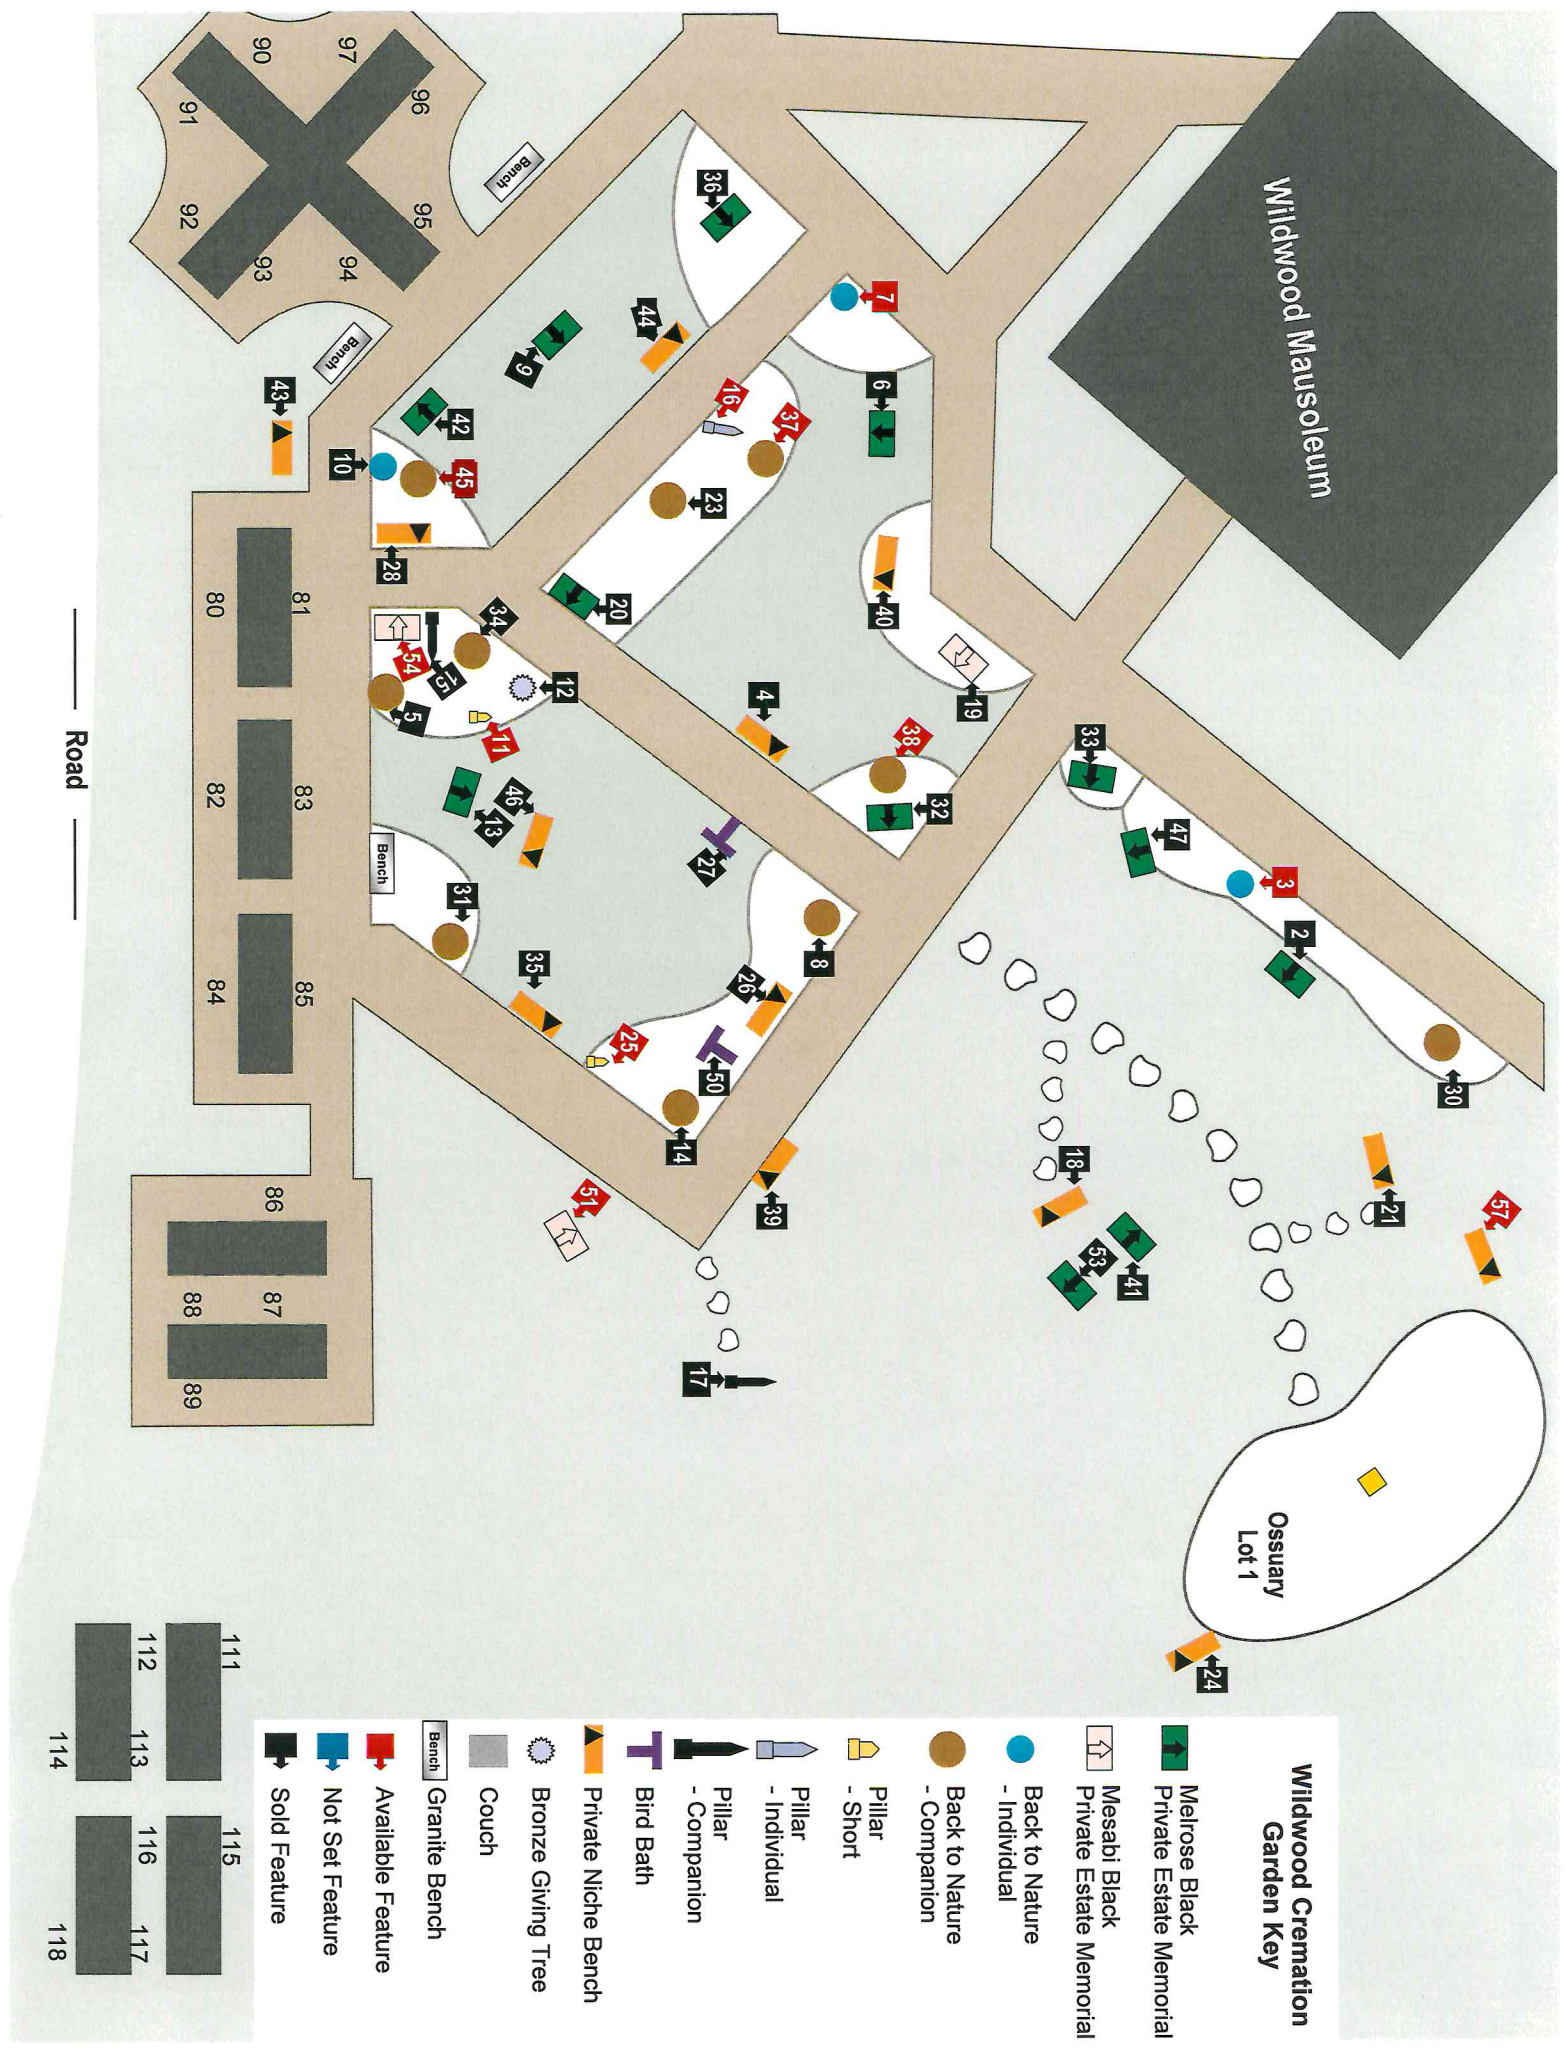 Wildwood Mausoleum
90
97
91
96
92
95
93
94
Bench
Bench
36
44
9
42
43
10
45
28
7
6
16
37
23
20
40
19
4
38
32
33
47
3
2
30
34
54
15
5
12
11
13
46
27
31
Bench
35
8
26
25
50
14
39
51
17
18
41
53
21
57
24
Ossuary
Lot 1
80
81
82
83
84
85
86
87
88
89
Road
111
112
113
114
115
116
117
118
Wildwood Cremation
Garden Key
Melrose Black
Private Estate Memorial
Mesabi Black
Private Estate Memorial
Back to Nature
- Individual
Back to Nature
- Companion
Pillar
- Short
Pillar
- Individual
Pillar
- Companion
Bird Bath
Private Niche Bench
Bronze Giving Tree
Couch
Bench
Granite Bench
Available Feature
Not Set Feature
Sold Feature